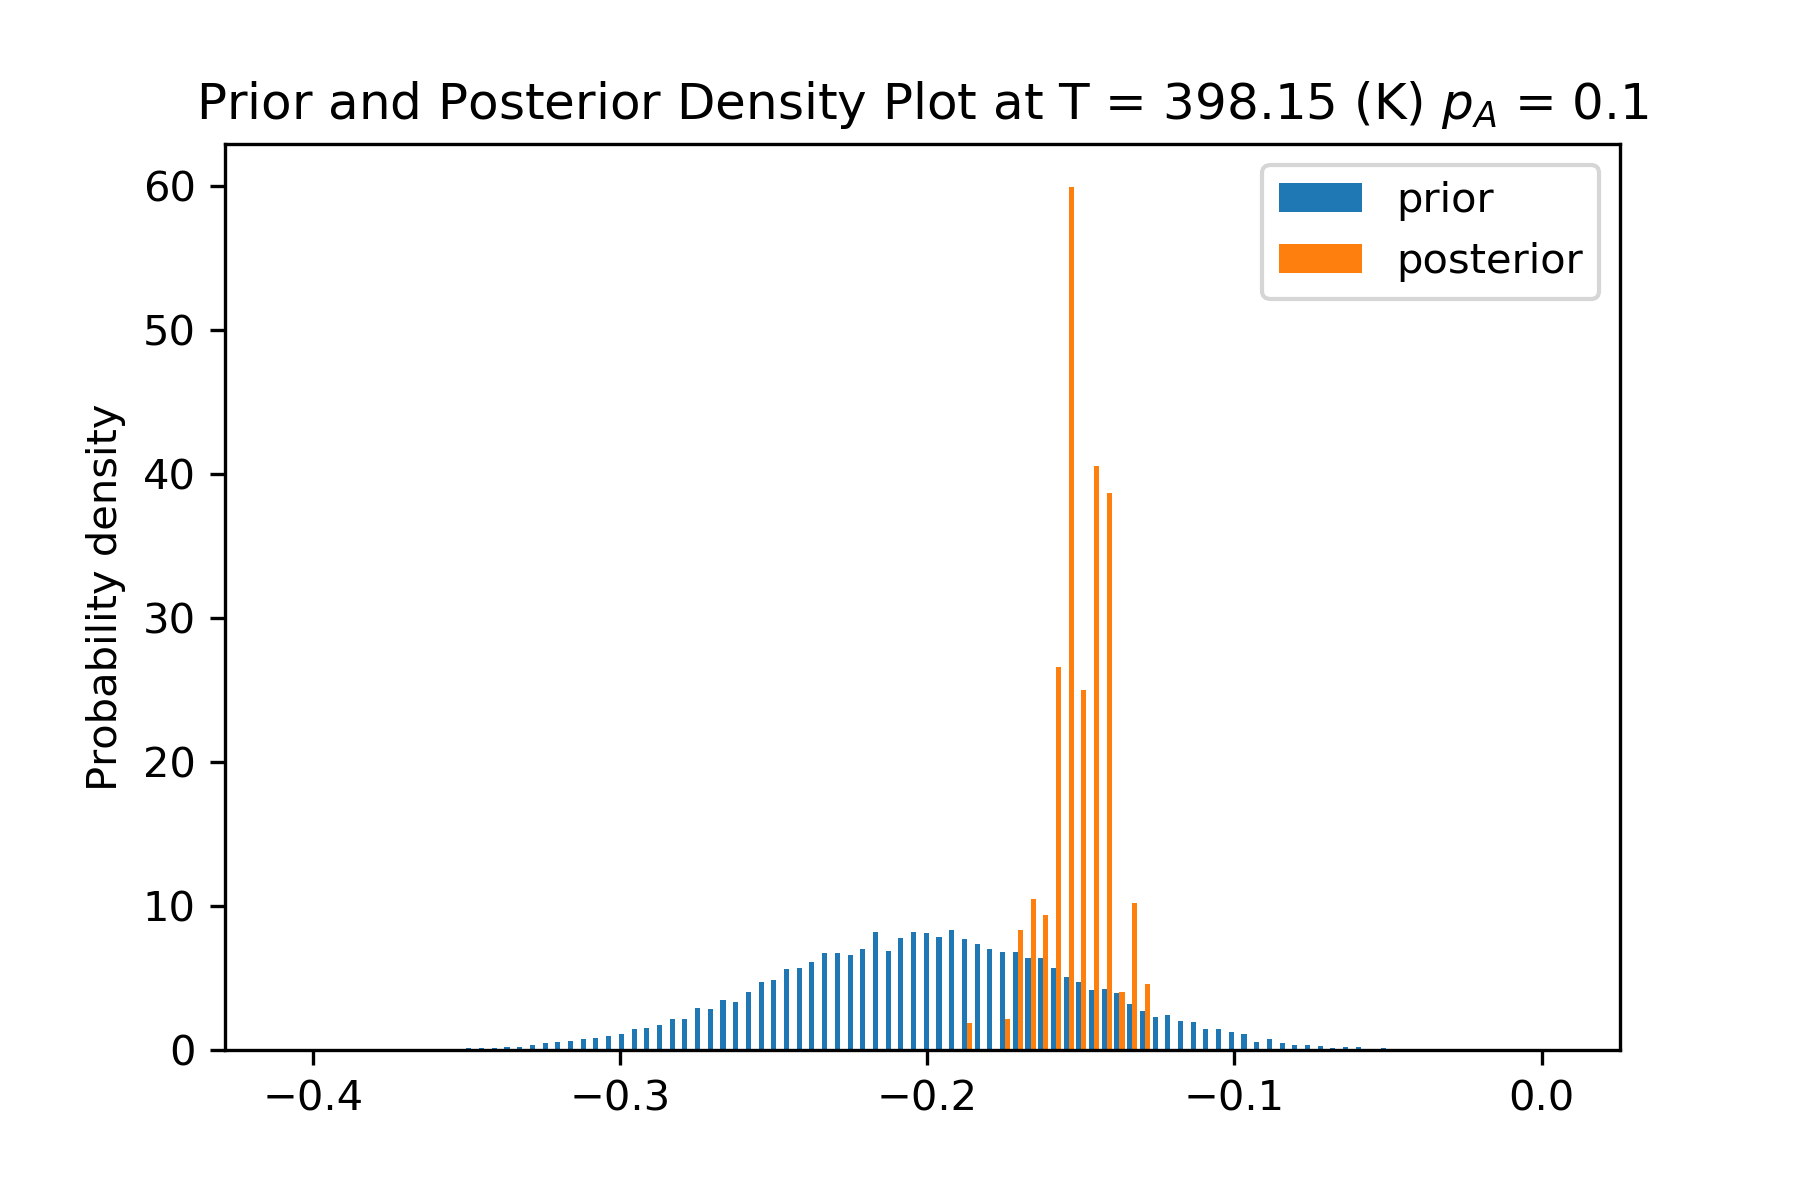 Prior and Posterior Density Plot at T = 398.15 (K) p_A = 0.1
prior
posterior
Probability density
60
50
40
30
20
10
0
−0.4 −0.3 −0.2 −0.1 0.0